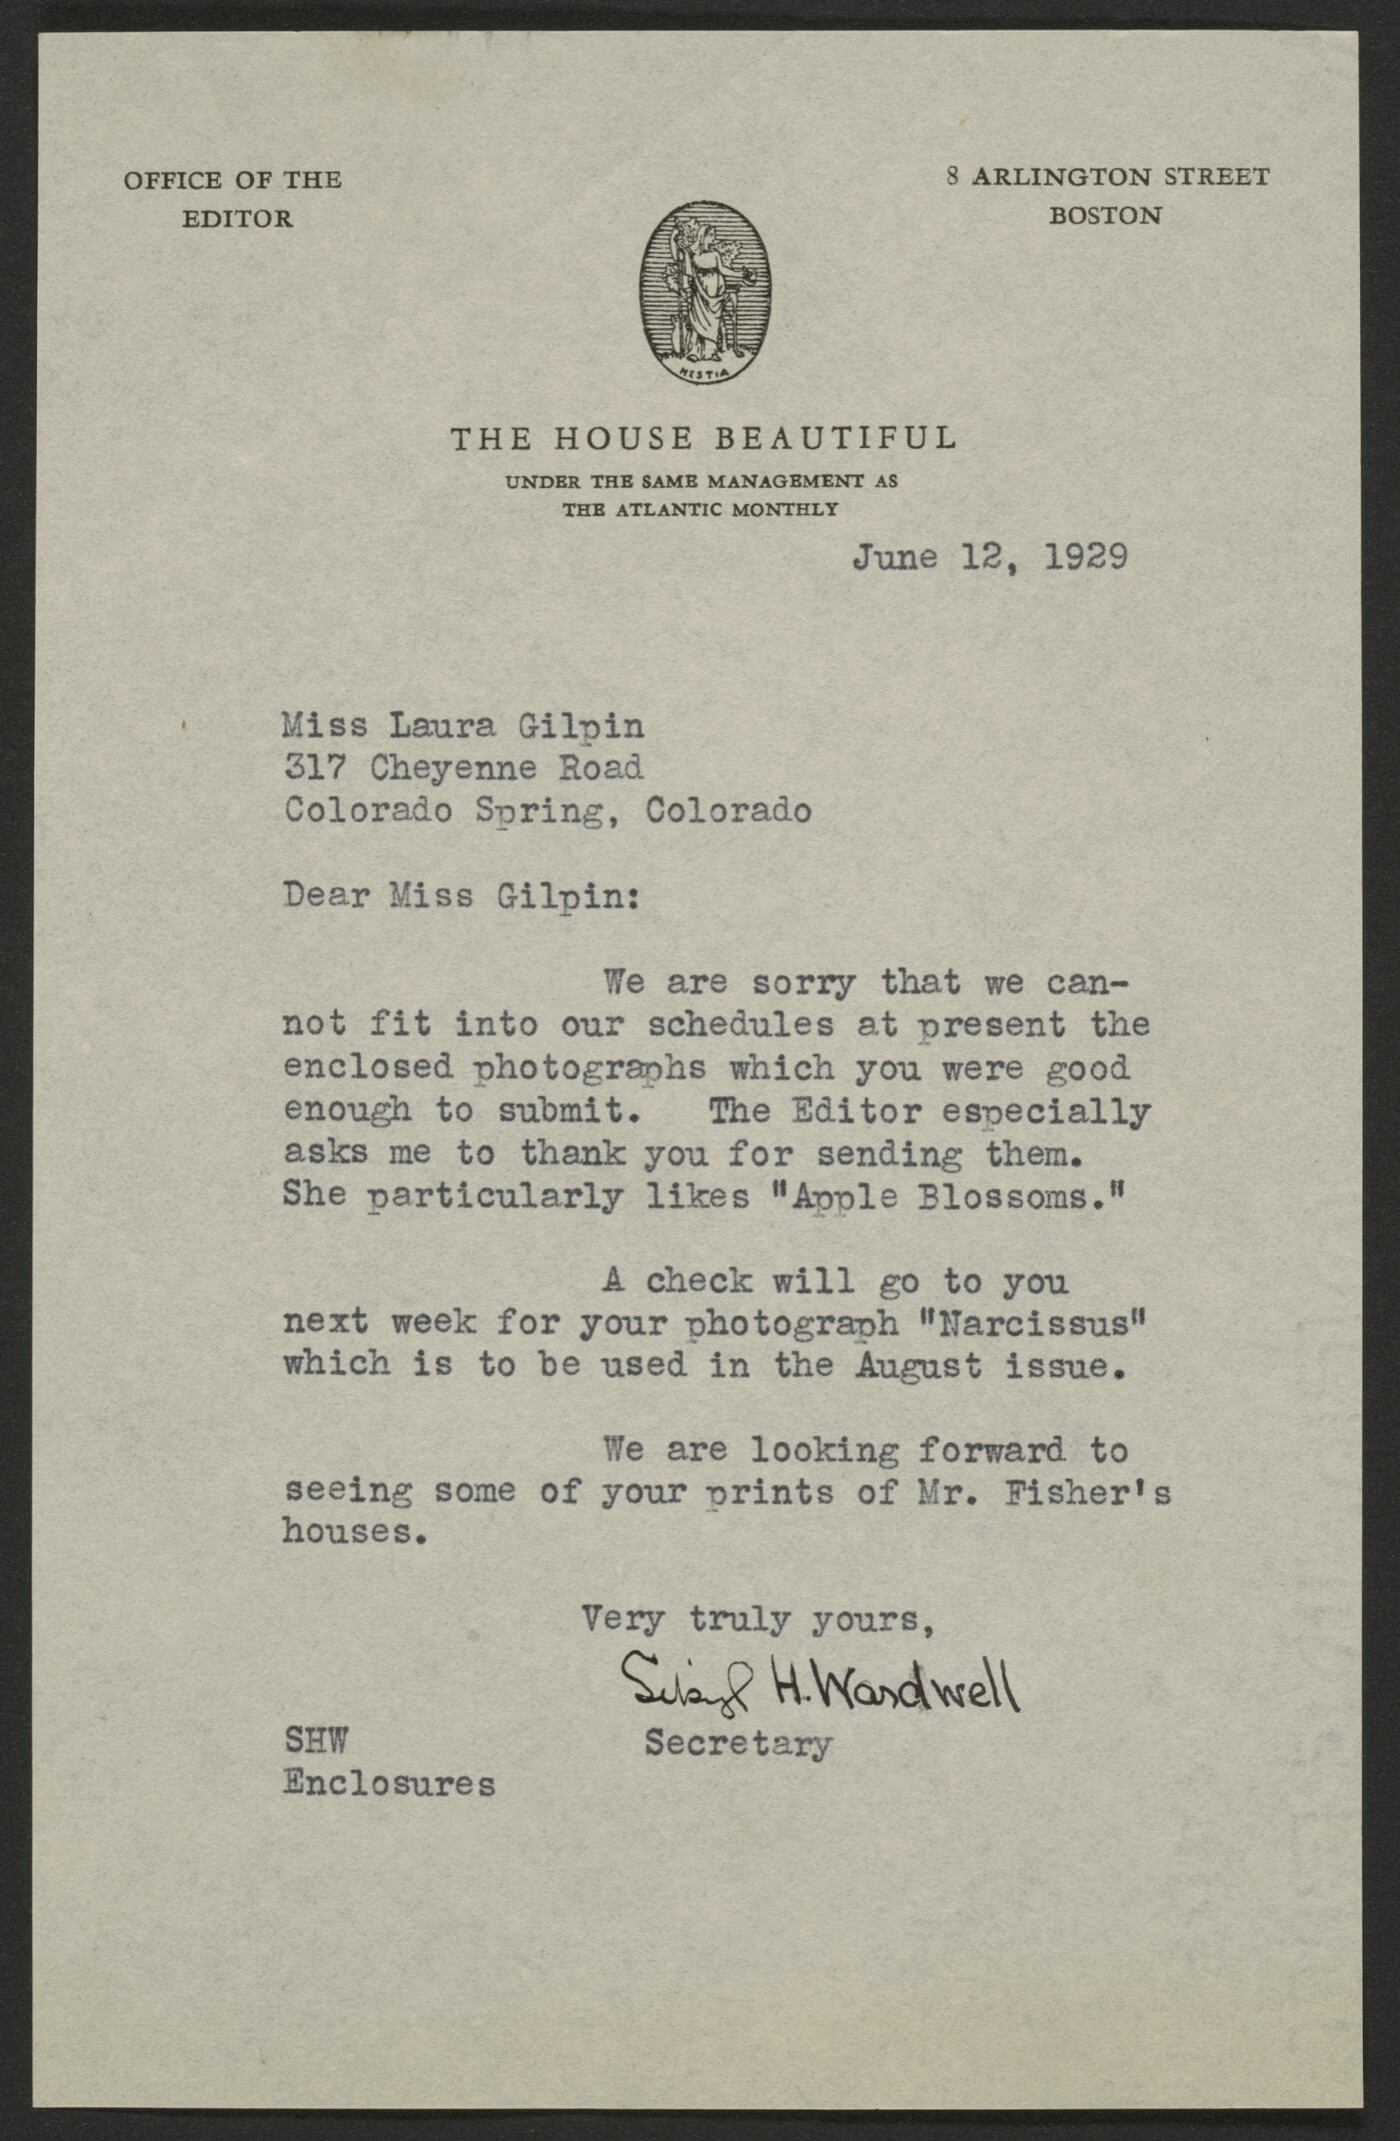 OFFICE OF THE
EDITOR
8 ARLINGTON STREET
BOSTON
HESTIA
THE HOUSE BEAUTIFUL
UNDER THE SAME MANAGEMENT AS
THE ATLANTIC MONTHLY
June 12, 1929
Miss Laura Gilpin
317 Cheyenne Road
Colorado Spring, Colorado
Dear Miss Gilpin:
We are sorry that we can-
not fit into our schedules at present the
enclosed photographs which you were good
enough to submit. The Editor especially
asks me to thank you for sending them.
She particularly likes "Apple Blossoms."
A check will go to you
next week for your photograph "Narcissus"
which is to be used in the August issue.
We are looking forward to
seeing some of your prints of Mr. Fisher's
houses.
Very truly yours,
Sibyl H. Wardwell
SHW
Secretary
Enclosures